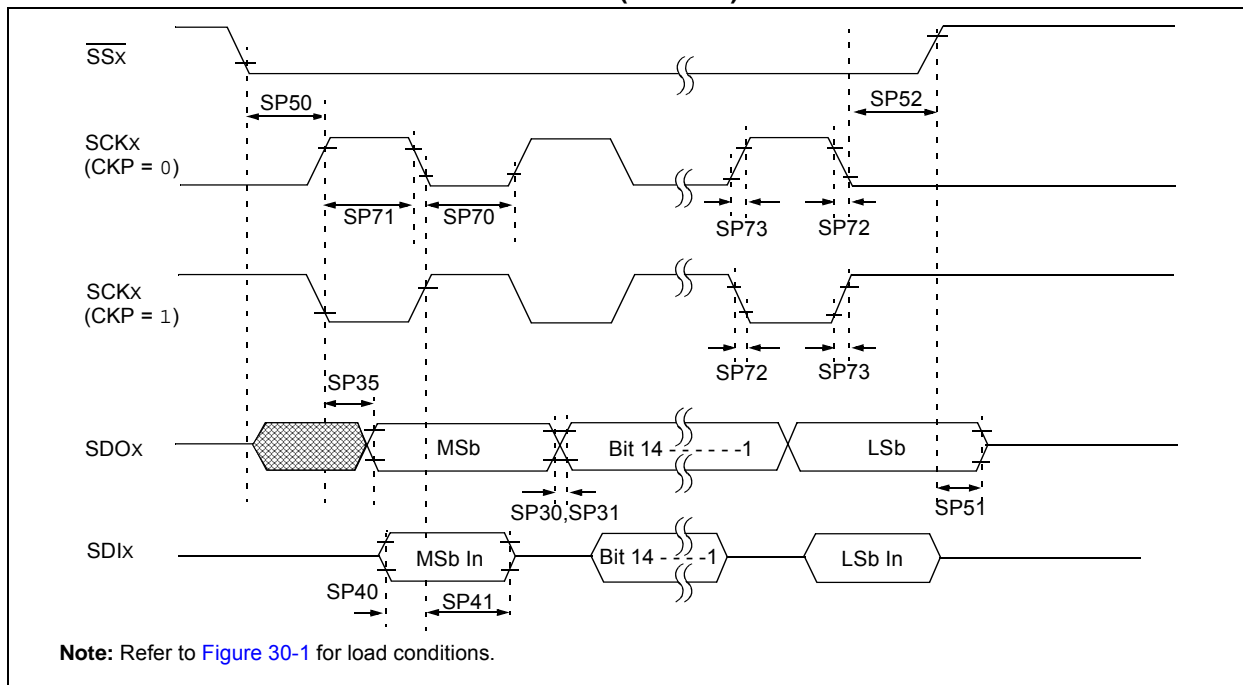 SSx
SP50
SP52
SCKx
(CKP = 0)
SP71
SP70
SP73
SP72
SCKx
(CKP = 1)
SP72
SP73
SP35
SDOx
MSb
Bit 14 - - - - - -1
LSb
SP30,SP31
SP51
SDIx
MSb In
Bit 14 - - - -1
LSb In
SP40
SP41
Note: Refer to Figure 30-1 for load conditions.